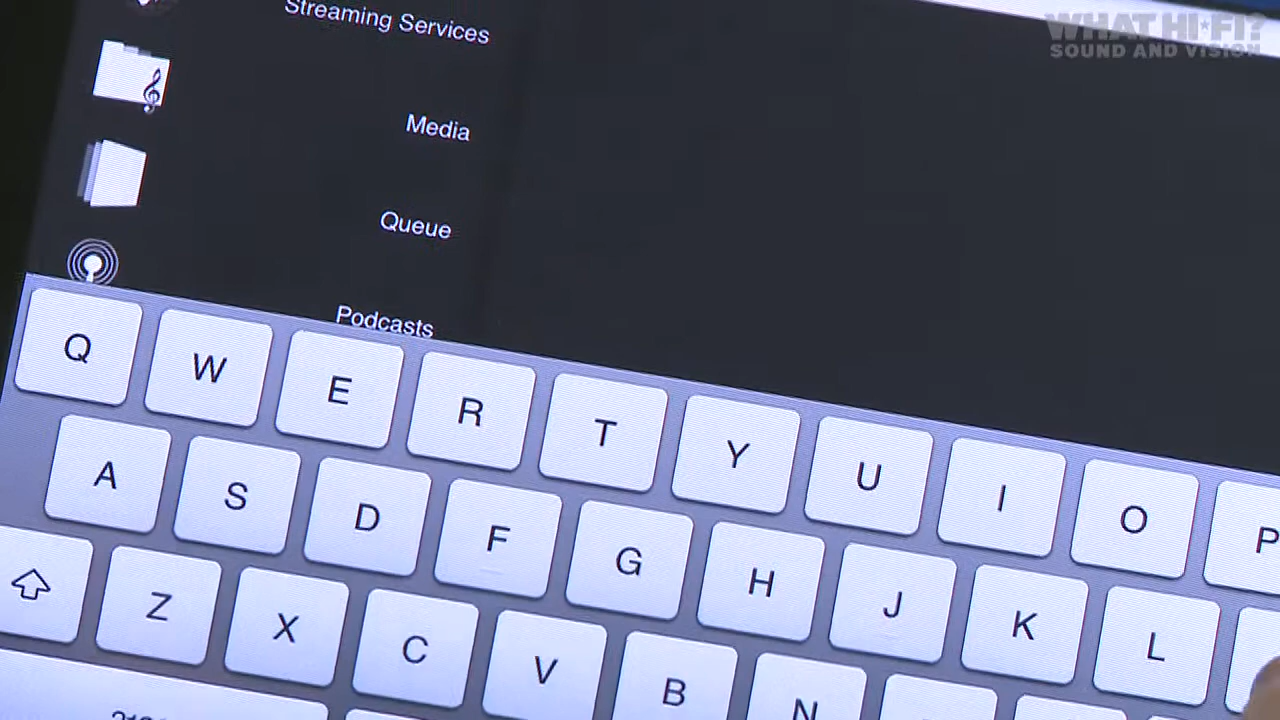 Streaming Services
WHAT HI★FI?
SOUND AND VISION
Media
Queue
Podcasts
Q W E R T Y U I O P
A S D F G H J K L
Z X C V B N